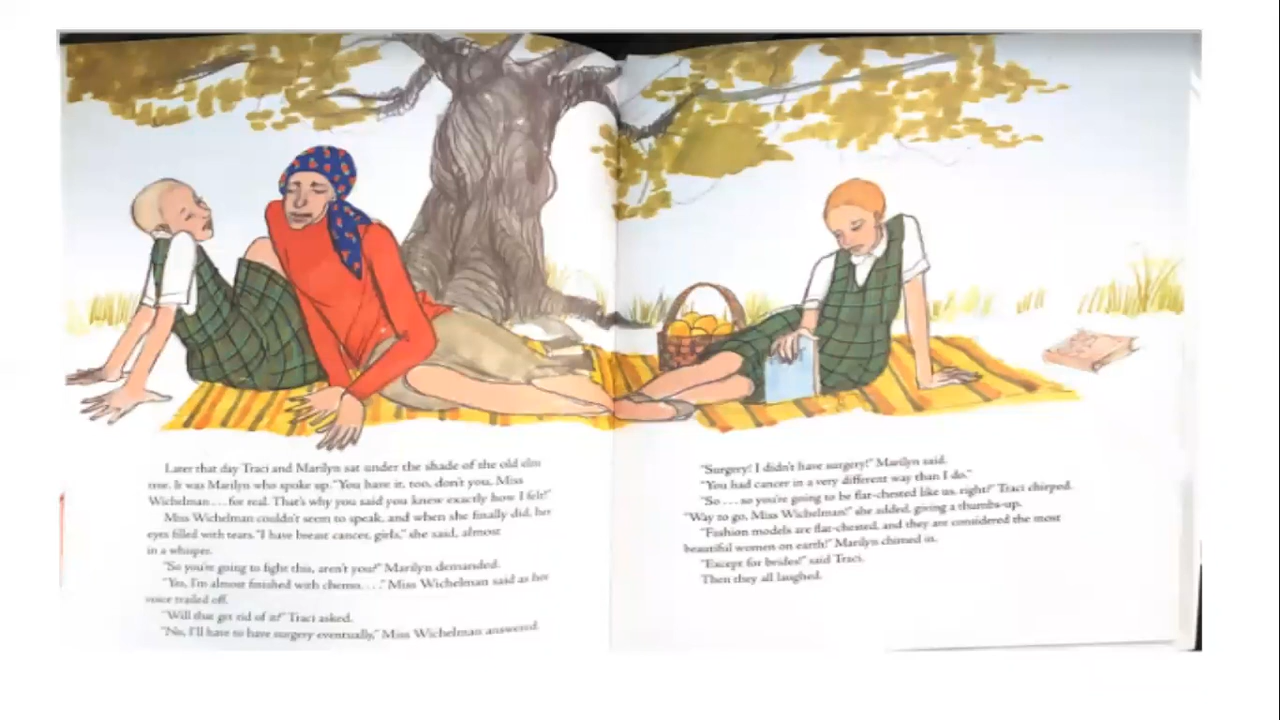 Later that day Traci and Marilyn sat under the shade of the old elm
tree. It was Marilyn who spoke up. "You have it, too, don't you, Miss
Wichelman . . . for real. That's why you said you knew exactly how I felt!"
Miss Wichelman couldn't seem to speak, and when she finally did, her
eyes filled with tears. "I have breast cancer, girls," she said, almost
in a whisper.
"So you're going to fight this, aren't you?" Marilyn demanded.
"Yes, I'm almost finished with chemo. . . ." Miss Wichelman said as her
voice trailed off.
"Will that get rid of it?" Traci asked.
"No, I'll have to have surgery eventually," Miss Wichelman answered.
"Surgery! I didn't have surgery!" Marilyn said.
"You had cancer in a very different way than I do."
"So . . . so you're going to be flat-chested like us, right?" Traci chirped.
"Way to go, Miss Wichelman!" she added, giving a thumbs-up.
"Fashion models are flat-chested, and they are considered the most
beautiful women on earth!" Marilyn chimed in.
"Except for brides!" said Traci.
Then they all laughed.